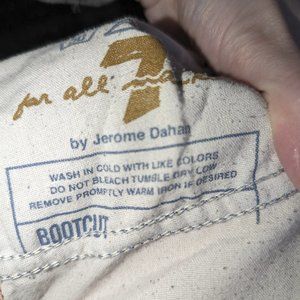 7
for all mankind
by Jerome Dahan
WASH IN COLD WITH LIKE COLORS
DO NOT BLEACH TUMBLE DRY LOW
REMOVE PROMPTLY WARM IRON IF DESIRED
BOOTCUT